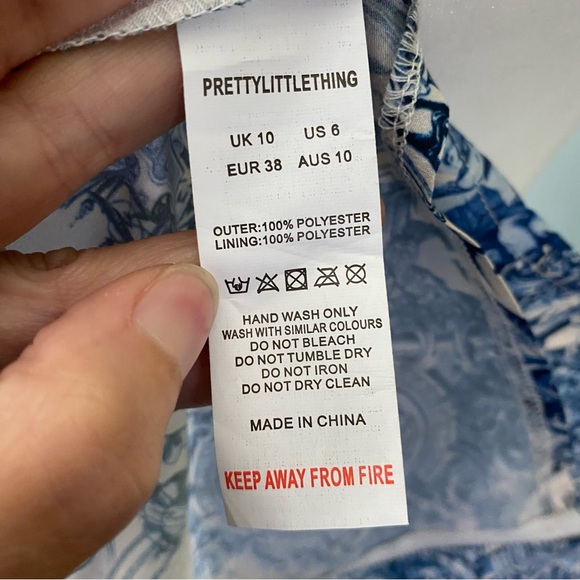 PRETTYLITTLETHING
UK 10 US 6
EUR 38 AUS 10
OUTER:100% POLYESTER
LINING:100% POLYESTER
HAND WASH ONLY
WASH WITH SIMILAR COLOURS
DO NOT BLEACH
DO NOT TUMBLE DRY
DO NOT IRON
DO NOT DRY CLEAN
MADE IN CHINA
KEEP AWAY FROM FIRE